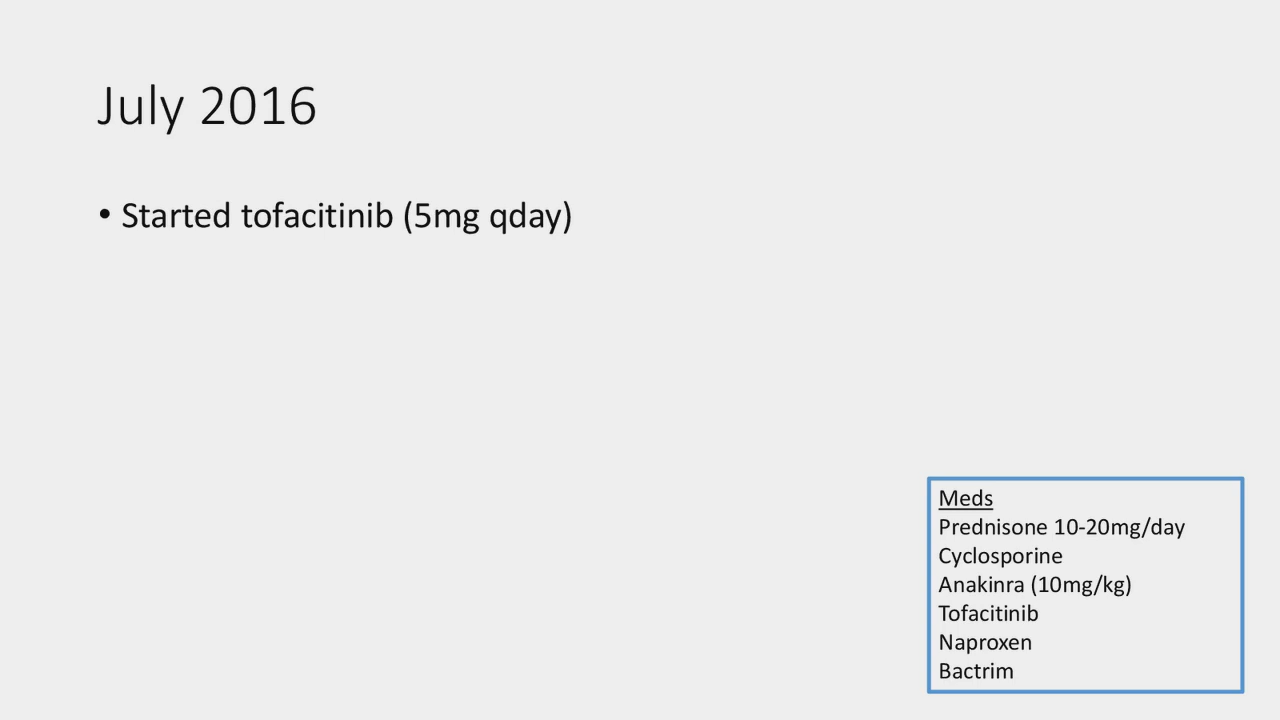 July 2016
• Started tofacitinib (5mg qday)
Meds
Prednisone 10-20mg/day
Cyclosporine
Anakinra (10mg/kg)
Tofacitinib
Naproxen
Bactrim